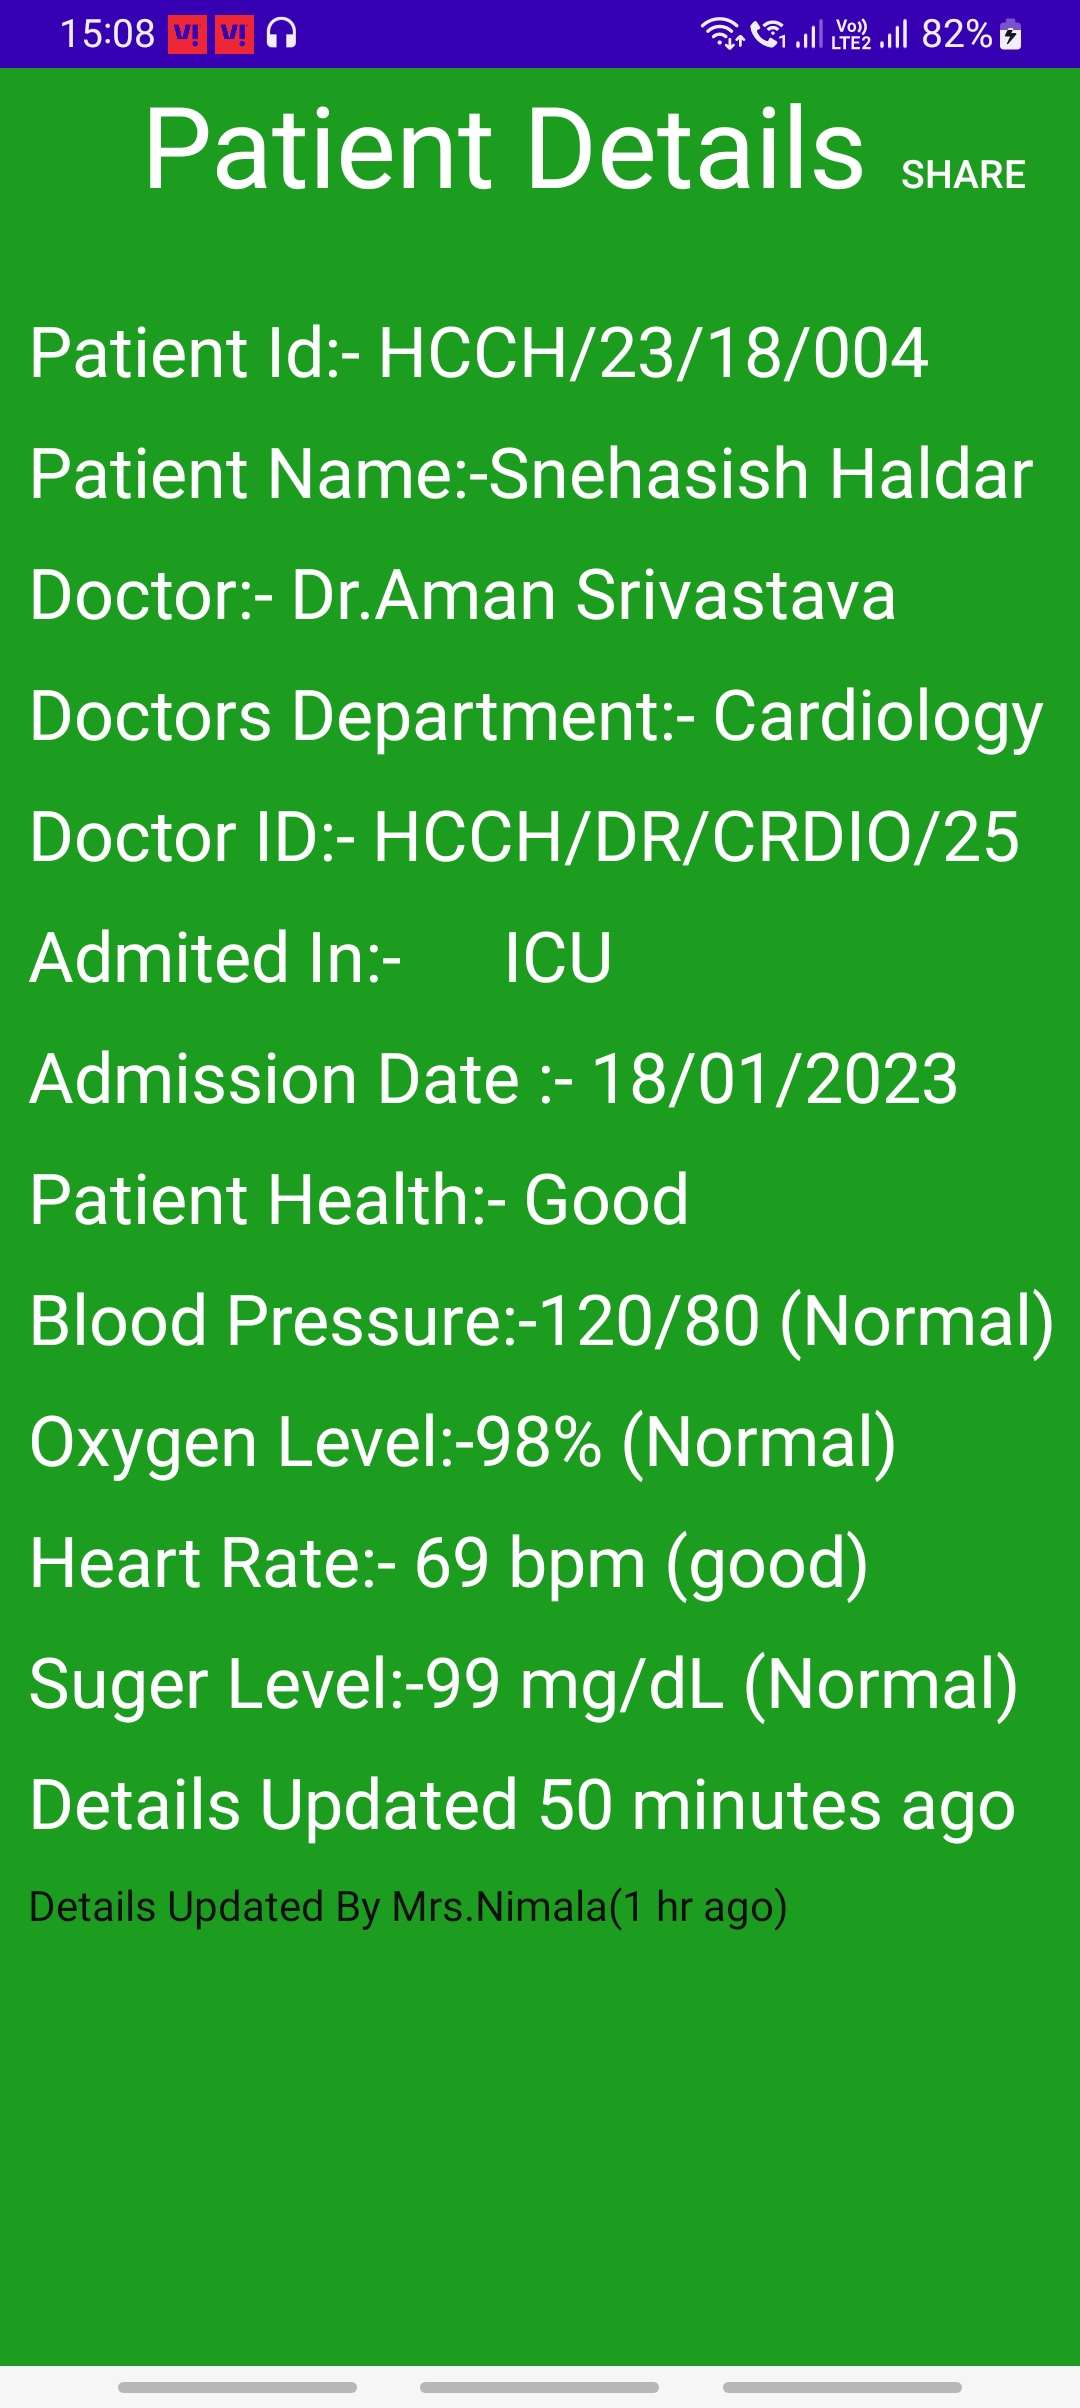 15:08 V! V! 1 Vo)) LTE2 82%
Patient Details SHARE
Patient Id:- HCCH/23/18/004
Patient Name:-Snehasish Haldar
Doctor:- Dr.Aman Srivastava
Doctors Department:- Cardiology
Doctor ID:- HCCH/DR/CRDIO/25
Admited In:- ICU
Admission Date :- 18/01/2023
Patient Health:- Good
Blood Pressure:-120/80 (Normal)
Oxygen Level:-98% (Normal)
Heart Rate:- 69 bpm (good)
Suger Level:-99 mg/dL (Normal)
Details Updated 50 minutes ago
Details Updated By Mrs.Nimala(1 hr ago)